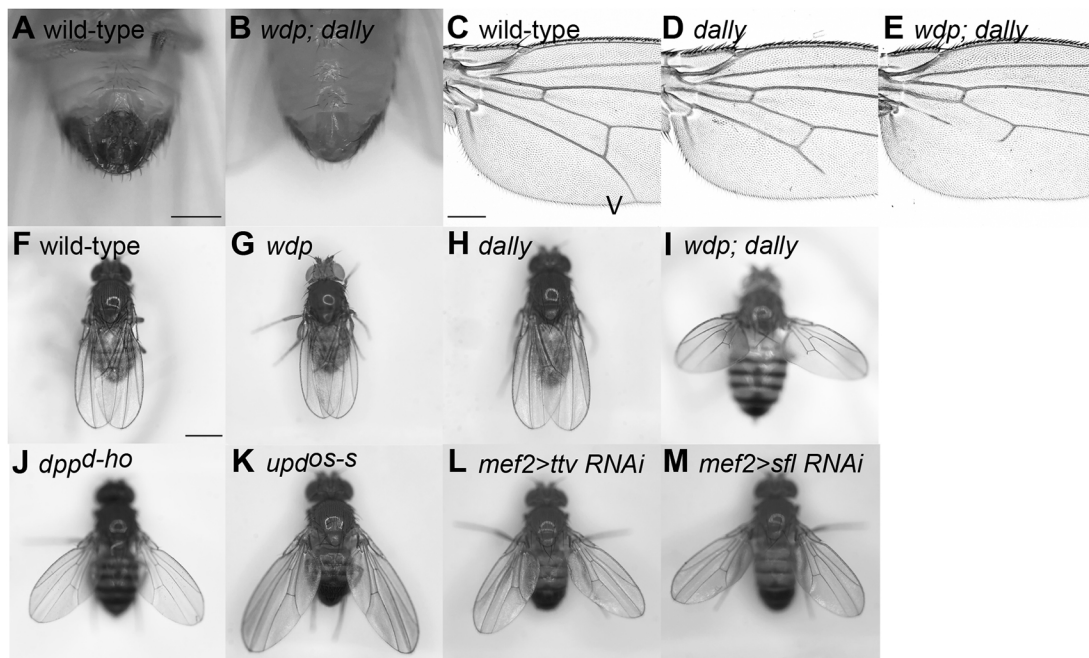 A wild-type
B wdp; dally
C wild-type
D dally
E wdp; dally
V
F wild-type
G wdp
H dally
I wdp; dally
J dppd-ho
K updos-s
L mef2>ttv RNAi
M mef2>sfl RNAi